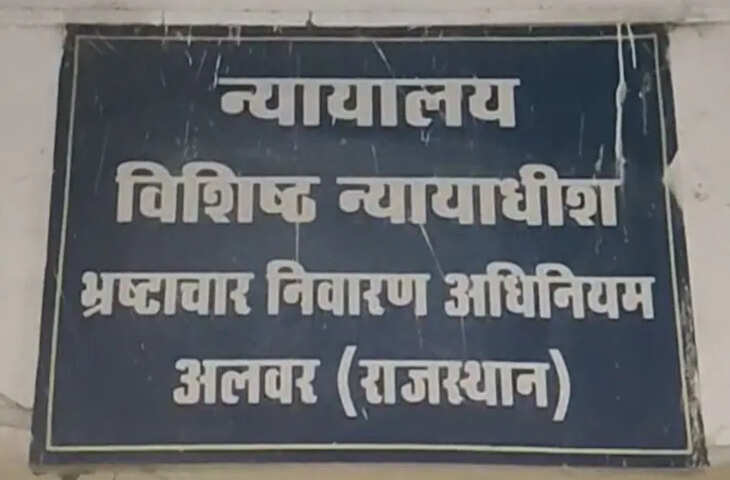 न्यायालय
विशिष्ठ न्यायाधीश
भ्रष्टाचार निवारण अधिनियम
अलवर (राजस्थान)